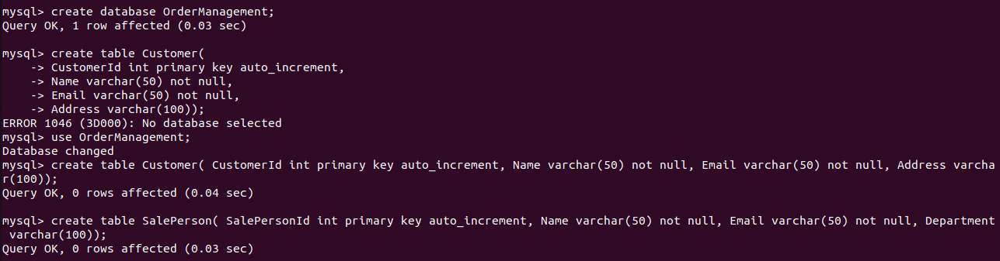 mysql> create database OrderManagement;
Query OK, 1 row affected (0.03 sec)

mysql> create table Customer(
    -> CustomerId int primary key auto_increment,
    -> Name varchar(50) not null,
    -> Email varchar(50) not null,
    -> Address varchar(100));
ERROR 1046 (3D000): No database selected
mysql> use OrderManagement;
Database changed
mysql> create table Customer( CustomerId int primary key auto_increment, Name varchar(50) not null, Email varchar(50) not null, Address varcha
r(100));
Query OK, 0 rows affected (0.04 sec)

mysql> create table SalePerson( SalePersonId int primary key auto_increment, Name varchar(50) not null, Email varchar(50) not null, Department
 varchar(100));
Query OK, 0 rows affected (0.03 sec)